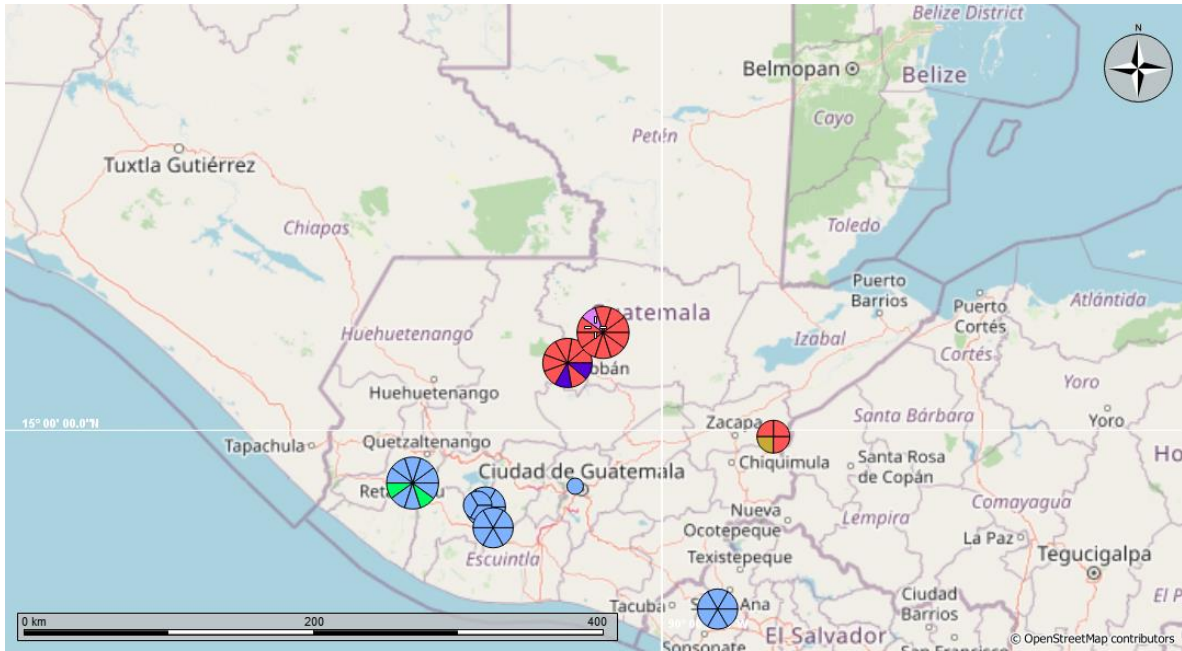 Belize District
N
Belmopan
Belize
Cayo
Petén
Tuxtla Gutiérrez
Chiapas
Toledo
Puerto
Barrios
Puerto
Cortés
Atlántida
Huehuetenango
Izabal
Cortés
Yoro
Huehuetenango
15° 00' 00.0"N
Zacapa
Santa Bárbara
Yoro
Tapachula
Quetzaltenango
Ciudad de Guatemala
Chiquimula
Santa Rosa
de Copán
Ho
Comayagua
Nueva
Ocotepeque
Lempira
La Paz
Escuintla
Texistepeque
Tegucigalpa
Tacuba
Ana
Ciudad
Barrios
El P
El Salvador
Sonsonate
San Francisco
0 km
200
400
© OpenStreetMap contributors